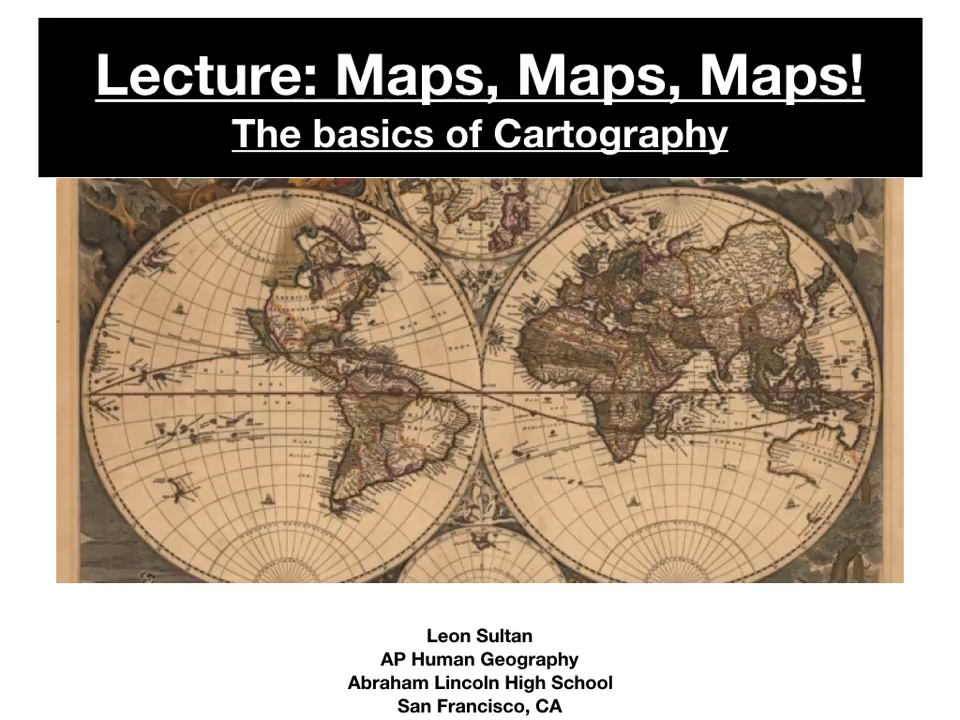 Lecture: Maps, Maps, Maps!
The basics of Cartography
Leon Sultan
AP Human Geography
Abraham Lincoln High School
San Francisco, CA